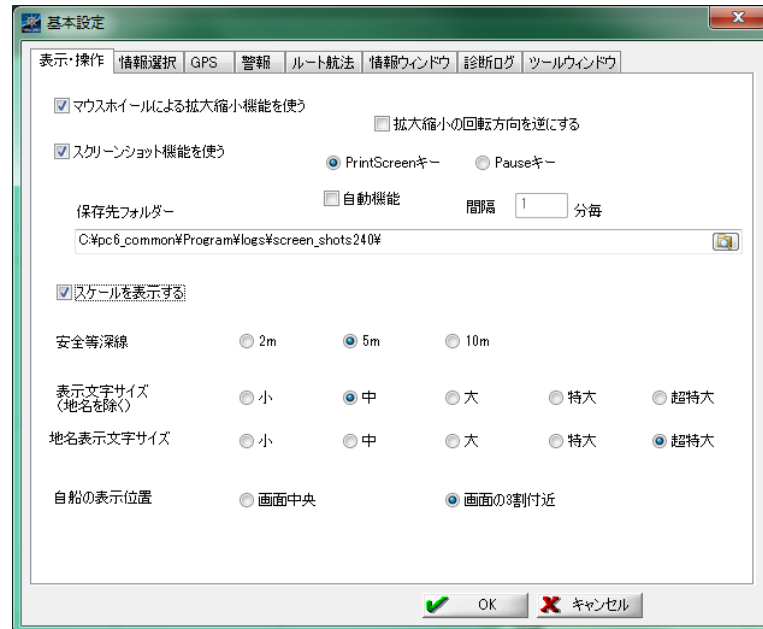 基本設定
表示・操作 情報選択 GPS 警報 ルート航法 情報ウィンドウ 診断ログ ツールウィンドウ
マウスホイールによる拡大縮小機能を使う
拡大縮小の回転方向を逆にする
スクリーンショット機能を使う
PrintScreenキー Pauseキー
自動機能 間隔 1 分毎
保存先フォルダー
C:¥pc6_common¥Program¥logs¥screen_shots240¥
スケールを表示する
安全等深線 2m 5m 10m
表示文字サイズ
(地名を除く) 小 中 大 特大 超特大
地名表示文字サイズ 小 中 大 特大 超特大
自船の表示位置 画面中央 画面の3割付近
OK キャンセル